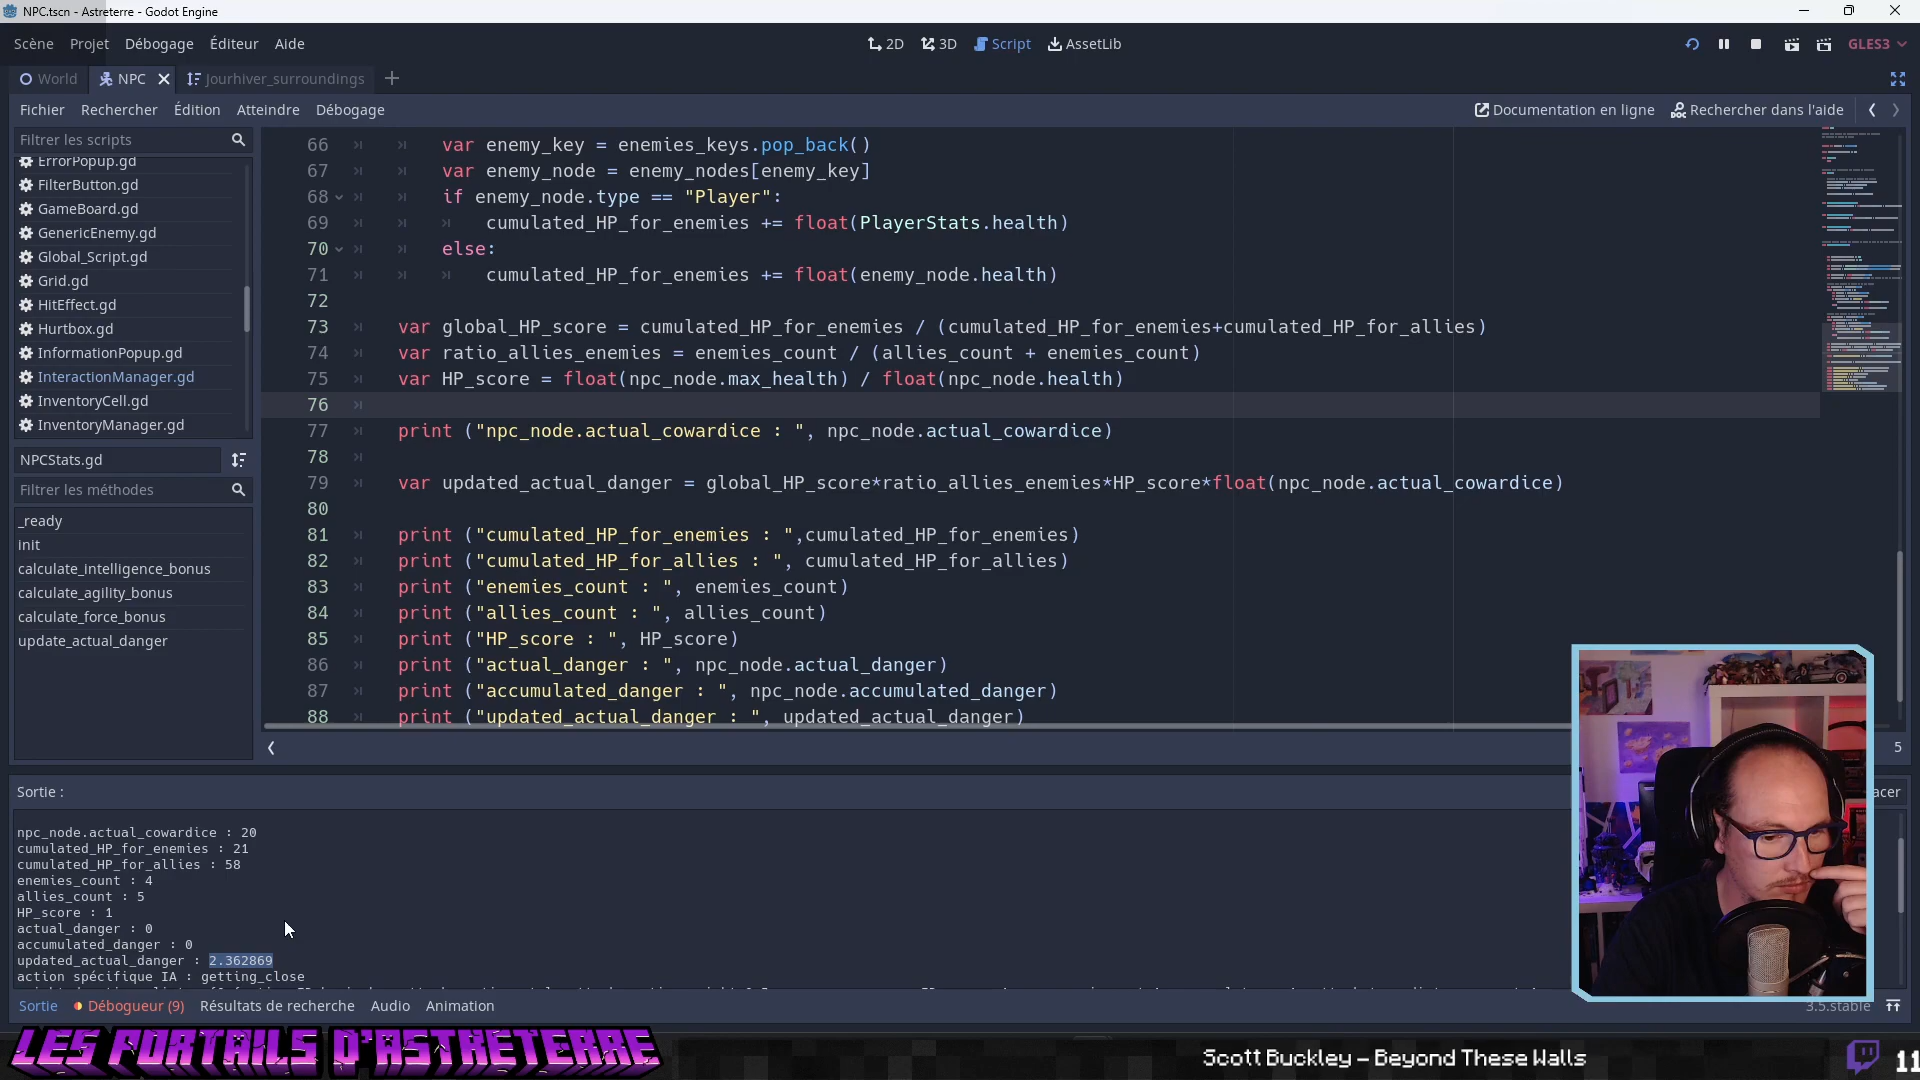 NPC.tscn - Astreterre - Godot Engine
Scène Projet Débogage Éditeur Aide
2D 3D Script AssetLib
GLES3
World NPC Jourhiver_surroundings
Fichier Rechercher Édition Atteindre Débogage
Documentation en ligne Rechercher dans l'aide
Filtrer les scripts
ErrorPopup.gd
FilterButton.gd
GameBoard.gd
GenericEnemy.gd
Global_Script.gd
Grid.gd
HitEffect.gd
Hurtbox.gd
InformationPopup.gd
InteractionManager.gd
InventoryCell.gd
InventoryManager.gd
NPCStats.gd
Filtrer les méthodes
_ready
init
calculate_intelligence_bonus
calculate_agility_bonus
calculate_force_bonus
update_actual_danger
66 var enemy_key = enemies_keys.pop_back()
67 var enemy_node = enemy_nodes[enemy_key]
68 if enemy_node.type == "Player":
69 cumulated_HP_for_enemies += float(PlayerStats.health)
70 else:
71 cumulated_HP_for_enemies += float(enemy_node.health)
72
73 var global_HP_score = cumulated_HP_for_enemies / (cumulated_HP_for_enemies+cumulated_HP_for_allies)
74 var ratio_allies_enemies = enemies_count / (allies_count + enemies_count)
75 var HP_score = float(npc_node.max_health) / float(npc_node.health)
76
77 print ("npc_node.actual_cowardice : ", npc_node.actual_cowardice)
78
79 var updated_actual_danger = global_HP_score*ratio_allies_enemies*HP_score*float(npc_node.actual_cowardice)
80
81 print ("cumulated_HP_for_enemies : ",cumulated_HP_for_enemies)
82 print ("cumulated_HP_for_allies : ", cumulated_HP_for_allies)
83 print ("enemies_count : ", enemies_count)
84 print ("allies_count : ", allies_count)
85 print ("HP_score : ", HP_score)
86 print ("actual_danger : ", npc_node.actual_danger)
87 print ("accumulated_danger : ", npc_node.accumulated_danger)
88 print ("updated_actual_danger : ", updated_actual_danger)
5
Sortie :
acer
npc_node.actual_cowardice : 20
cumulated_HP_for_enemies : 21
cumulated_HP_for_allies : 58
enemies_count : 4
allies_count : 5
HP_score : 1
actual_danger : 0
accumulated_danger : 0
updated_actual_danger : 2.362869
action spécifique IA : getting_close
Sortie Débogueur (9) Résultats de recherche Audio Animation
3.5.stable
LES PORTAILS D'ASTRETERRE
Scott Buckley – Beyond These Walls
11